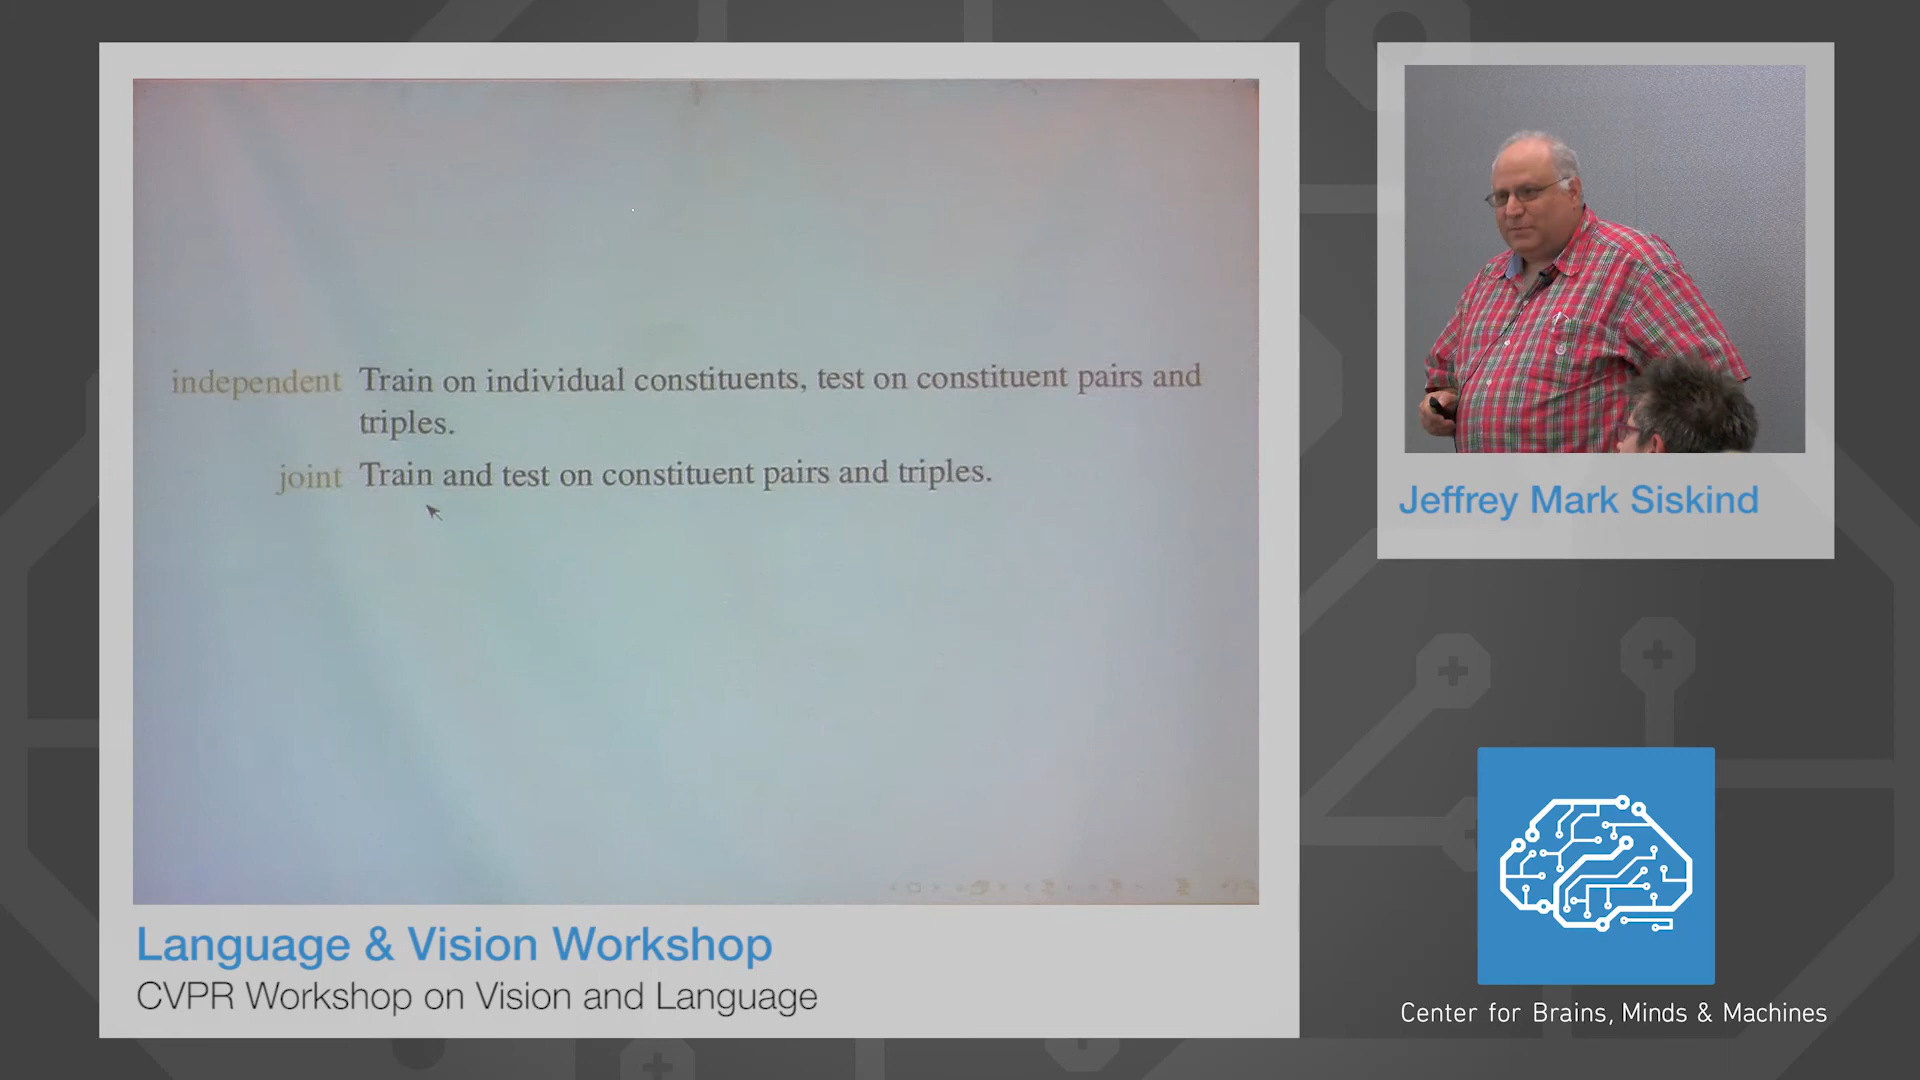 independent Train on individual constituents, test on constituent pairs and
triples.
joint Train and test on constituent pairs and triples.
Language & Vision Workshop
CVPR Workshop on Vision and Language
Jeffrey Mark Siskind
Center for Brains, Minds & Machines